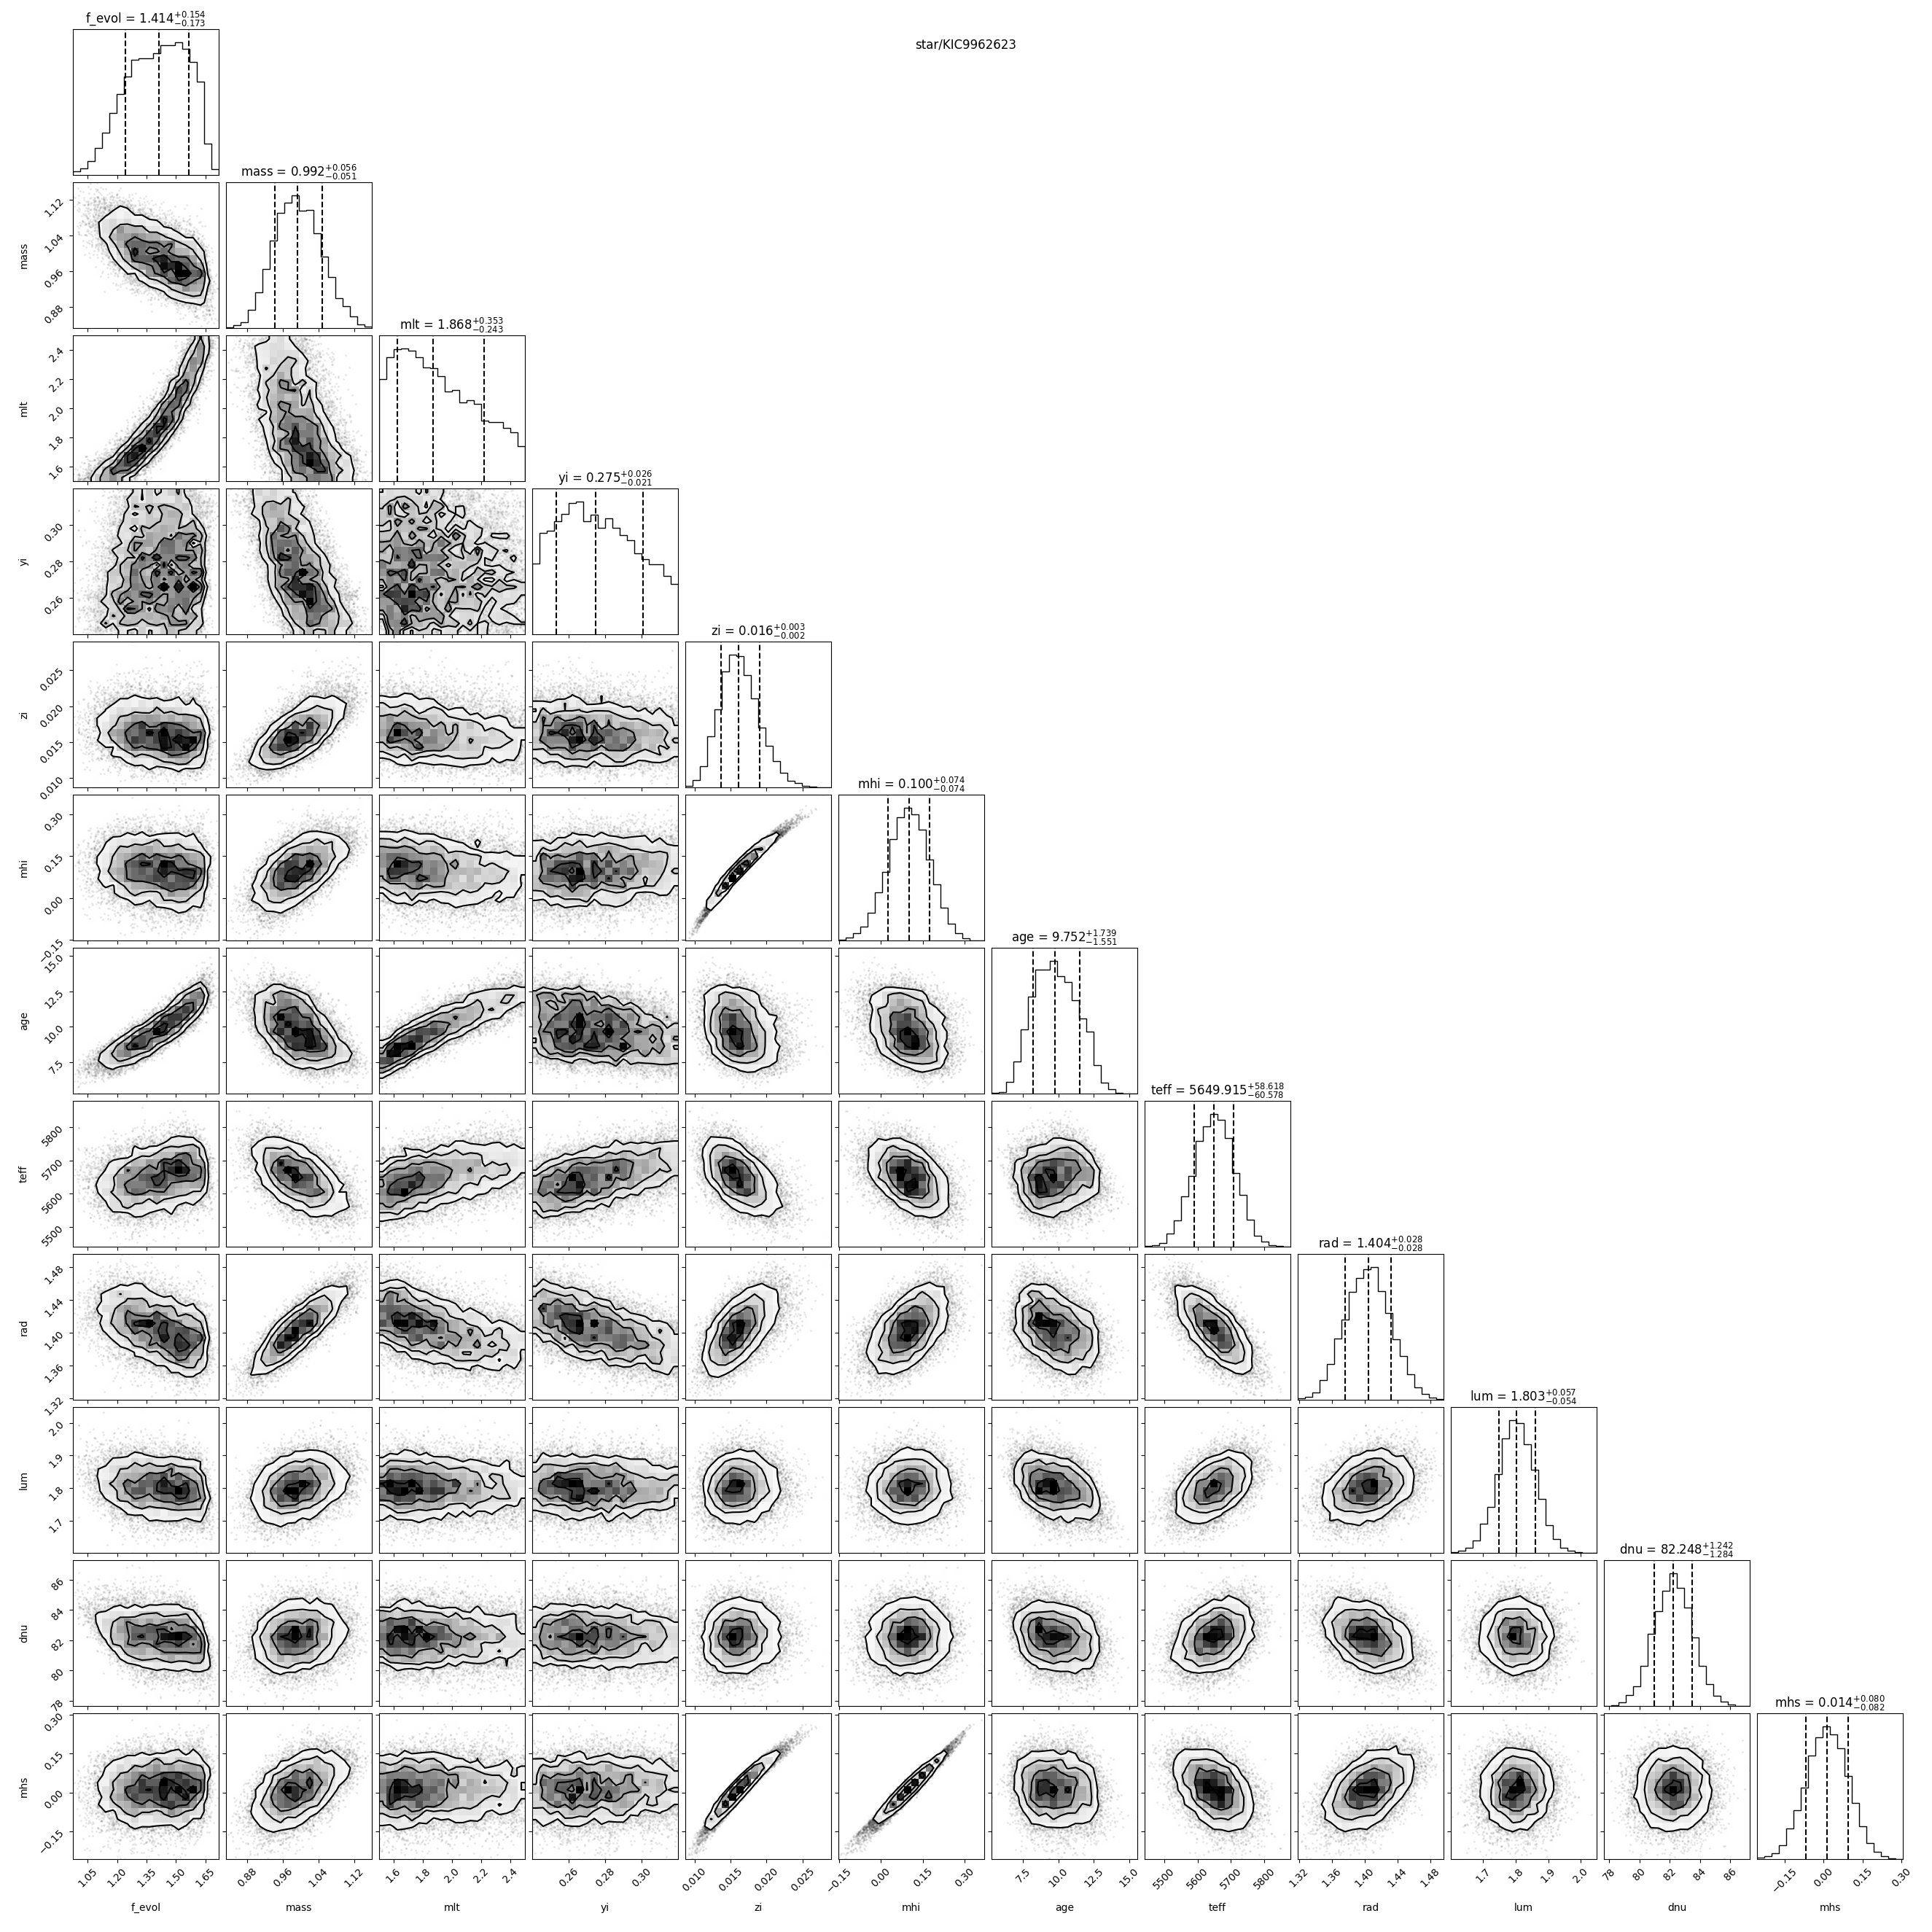 f_evol = 1.414 +0.154 −0.173
star/KIC9962623
mass = 0.992 +0.056 −0.051
1.12
1.04
0.96
0.88
mass
mlt = 1.868 +0.353 −0.243
2.4
2.2
2.0
1.8
1.6
mlt
yi = 0.275 +0.026 −0.021
0.30
0.28
0.26
yi
zi = 0.016 +0.003 −0.002
0.025
0.020
0.015
0.010
zi
mhi = 0.100 +0.074 −0.074
0.30
0.15
0.00
−0.15
mhi
age = 9.752 +1.739 −1.551
15.0
12.5
10.0
7.5
age
teff = 5649.915 +58.618 −60.578
5800
5700
5600
5500
teff
rad = 1.404 +0.028 −0.028
1.48
1.44
1.40
1.36
1.32
rad
lum = 1.803 +0.057 −0.054
2.0
1.9
1.8
1.7
lum
dnu = 82.248 +1.242 −1.284
86
84
82
80
78
dnu
mhs = 0.014 +0.080 −0.082
0.30
0.15
0.00
−0.15
mhs
1.05 1.20 1.35 1.50 1.65 0.88 0.96 1.04 1.12 1.6 1.8 2.0 2.2 2.4 0.26 0.28 0.30 0.010 0.015 0.020 0.025 −0.15 0.00 0.15 0.30 7.5 10.0 12.5 15.0 5500 5600 5700 5800 1.32 1.36 1.40 1.44 1.48 1.7 1.8 1.9 2.0 78 80 82 84 86 −0.15 0.00 0.15 0.30
f_evol mass mlt yi zi mhi age teff rad lum dnu mhs